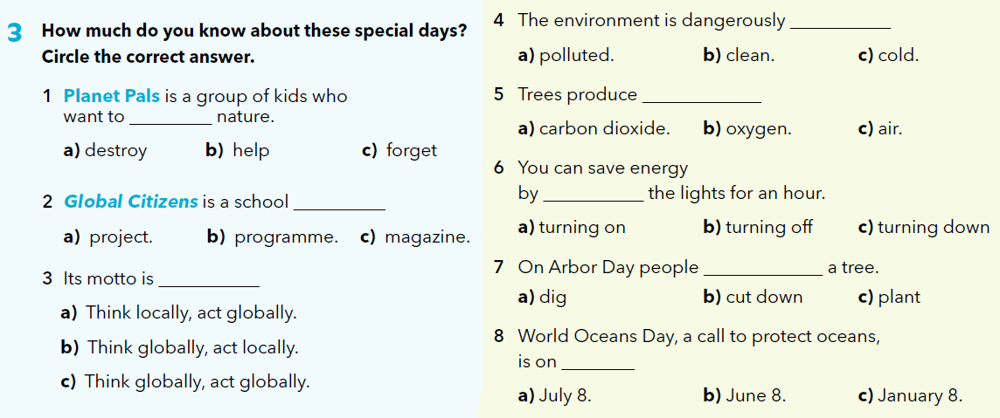 3 How much do you know about these special days?
Circle the correct answer.
1 Planet Pals is a group of kids who
want to _________ nature.
a) destroy b) help c) forget
2 Global Citizens is a school __________
a) project. b) programme. c) magazine.
3 Its motto is ___________
a) Think locally, act globally.
b) Think globally, act locally.
c) Think globally, act globally.
4 The environment is dangerously ___________
a) polluted. b) clean. c) cold.
5 Trees produce _____________
a) carbon dioxide. b) oxygen. c) air.
6 You can save energy
by ___________ the lights for an hour.
a) turning on b) turning off c) turning down
7 On Arbor Day people _____________ a tree.
a) dig b) cut down c) plant
8 World Oceans Day, a call to protect oceans,
is on ________
a) July 8. b) June 8. c) January 8.